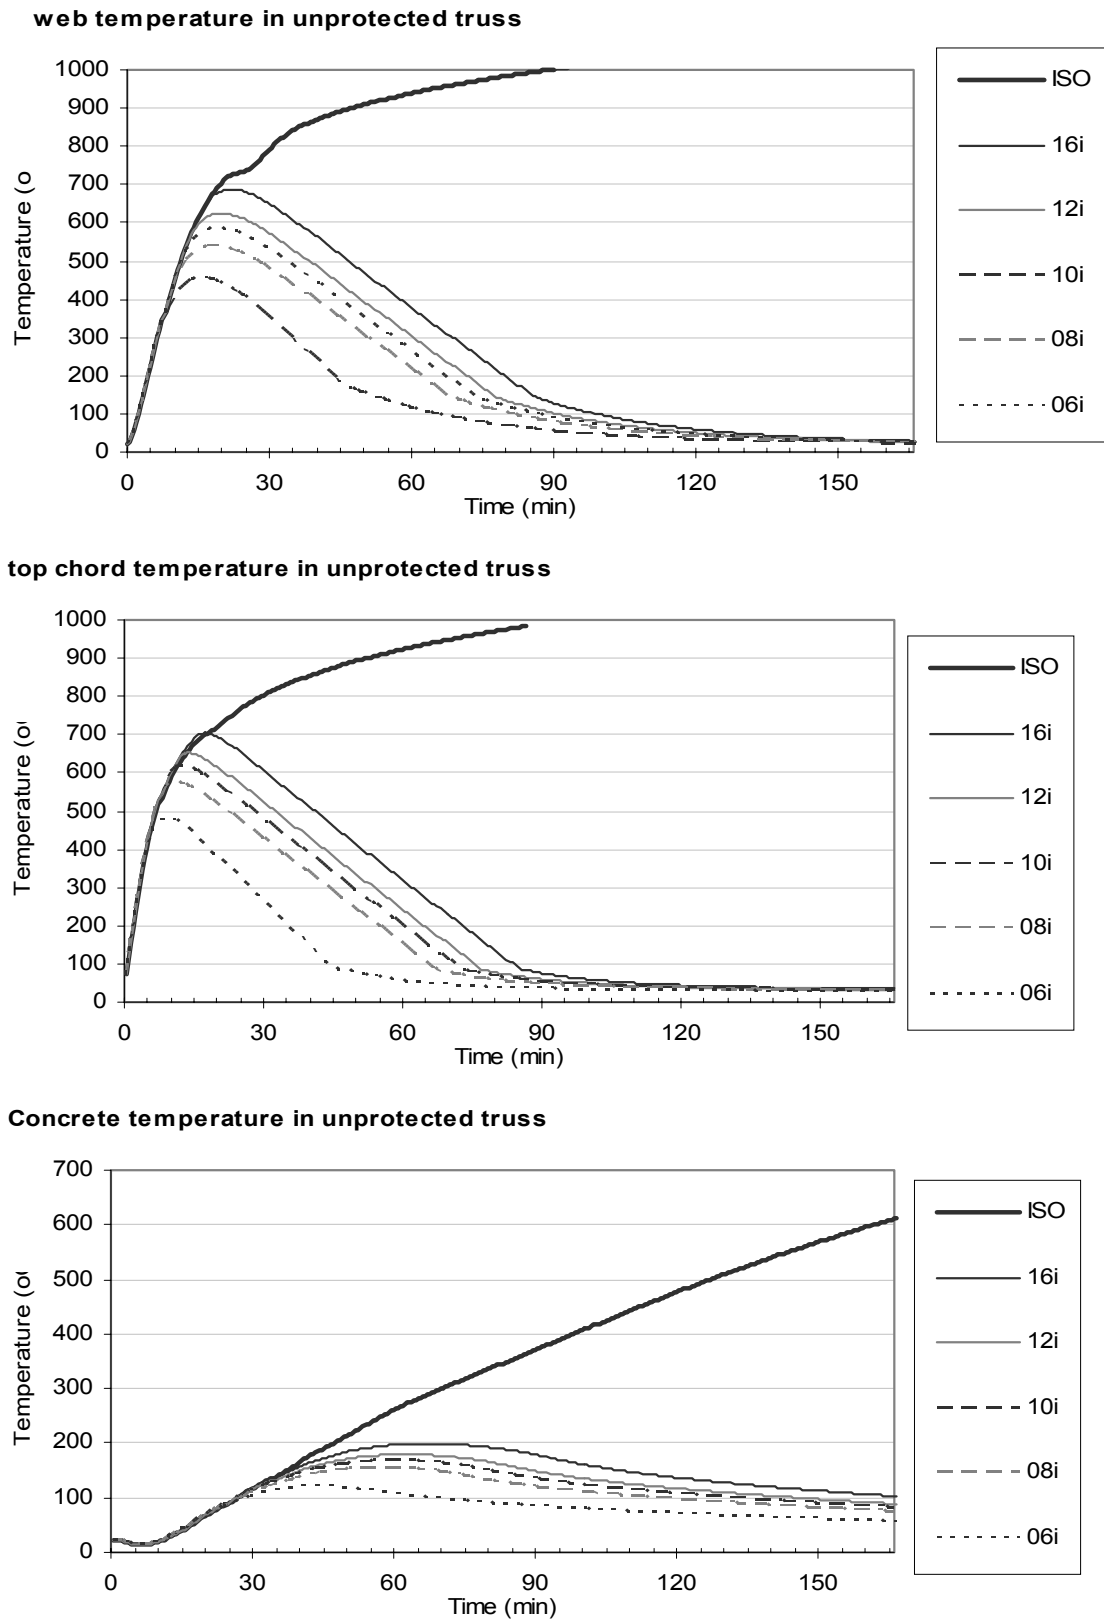 web temperature in unprotected truss
1000
900
800
700
600
500
400
300
200
100
0
Temperature (o
0 30 60 90 120 150
Time (min)
ISO
16i
12i
10i
08i
06i
top chord temperature in unprotected truss
1000
900
800
700
600
500
400
300
200
100
0
Temperature (o
0 30 60 90 120 150
Time (min)
ISO
16i
12i
10i
08i
06i
Concrete temperature in unprotected truss
700
600
500
400
300
200
100
0
Temperature (o
0 30 60 90 120 150
Time (min)
ISO
16i
12i
10i
08i
06i